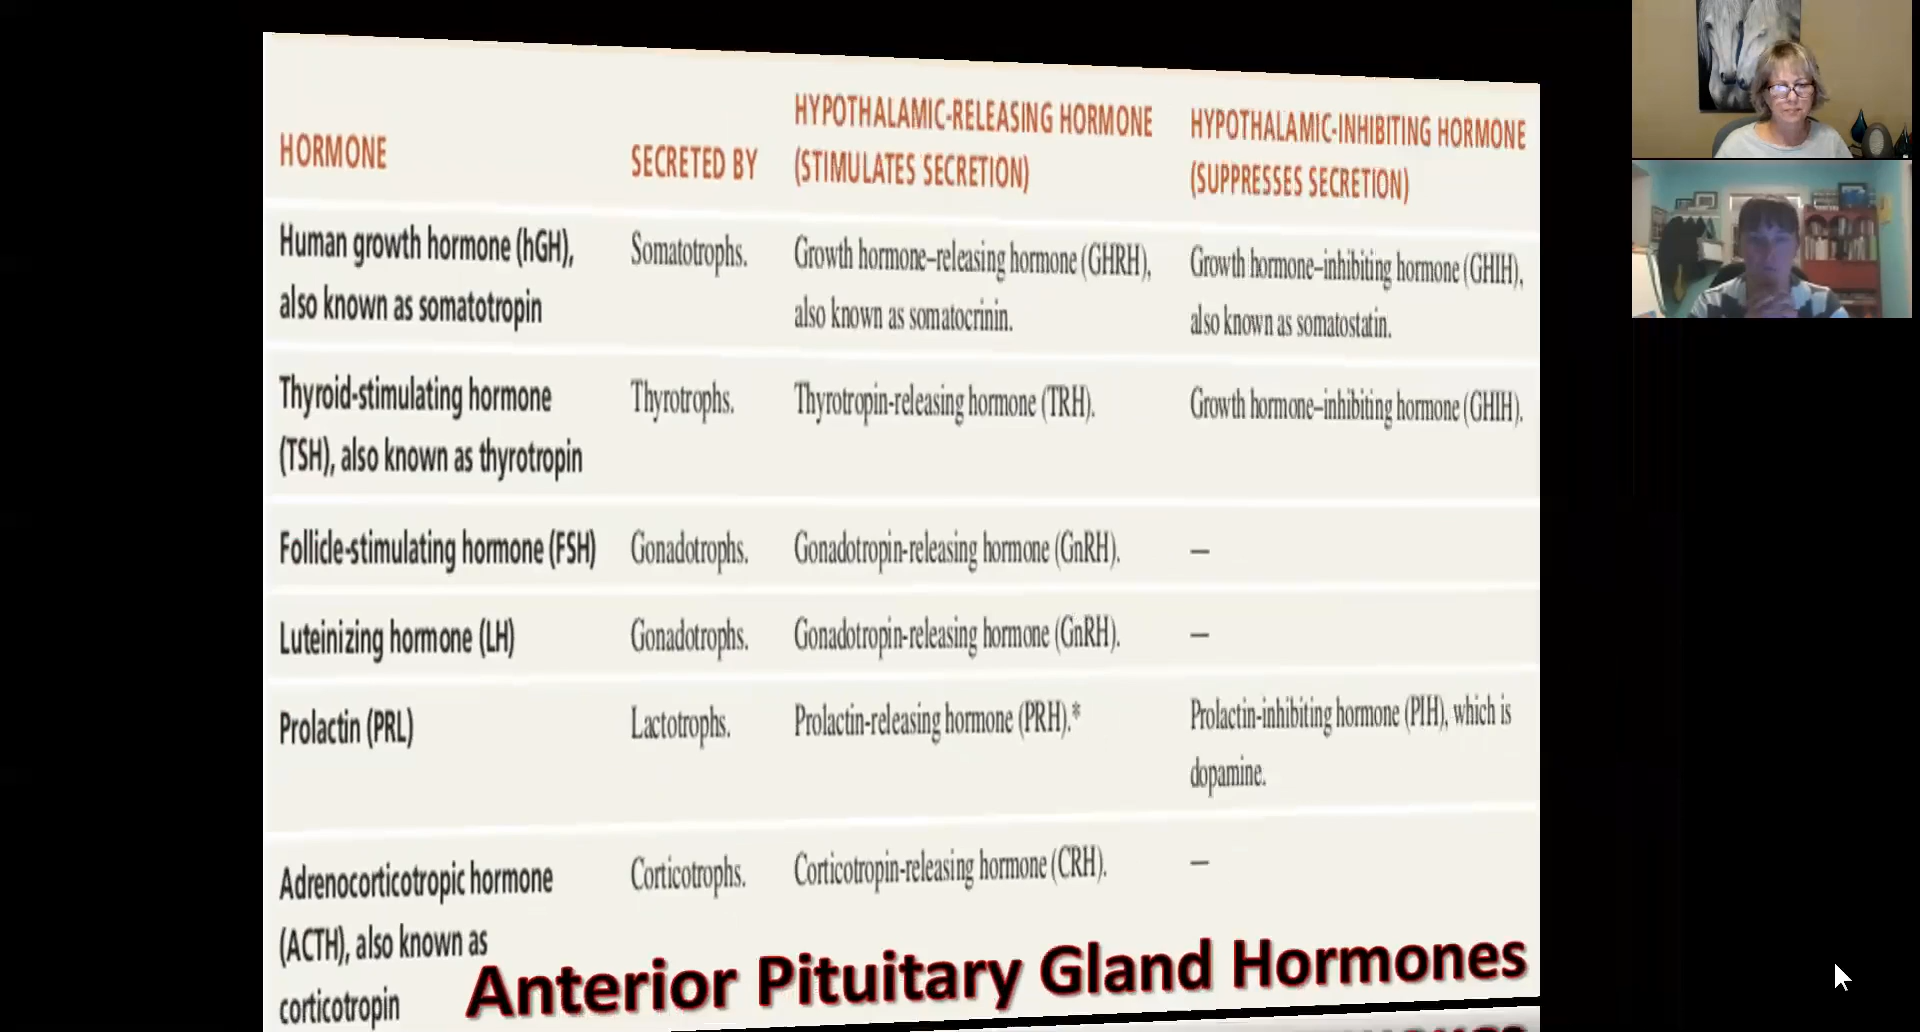 HORMONE
SECRETED BY
HYPOTHALAMIC-RELEASING HORMONE
(STIMULATES SECRETION)
HYPOTHALAMIC-INHIBITING HORMONE
(SUPPRESSES SECRETION)
Human growth hormone (hGH),
also known as somatotropin
Somatotrophs.
Growth hormone–releasing hormone (GHRH),
also known as somatocrinin.
Growth hormone–inhibiting hormone (GHIH),
also known as somatostatin.
Thyroid-stimulating hormone
(TSH), also known as thyrotropin
Thyrotrophs.
Thyrotropin-releasing hormone (TRH).
Growth hormone–inhibiting hormone (GHIH).
Follicle-stimulating hormone (FSH)
Gonadotrophs.
Gonadotropin-releasing hormone (GnRH).
—
Luteinizing hormone (LH)
Gonadotrophs.
Gonadotropin-releasing hormone (GnRH).
—
Prolactin (PRL)
Lactotrophs.
Prolactin-releasing hormone (PRH).*
Prolactin-inhibiting hormone (PIH), which is
dopamine.
Adrenocorticotropic hormone
(ACTH), also known as
corticotropin
Corticotrophs.
Corticotropin-releasing hormone (CRH).
—
Anterior Pituitary Gland Hormones